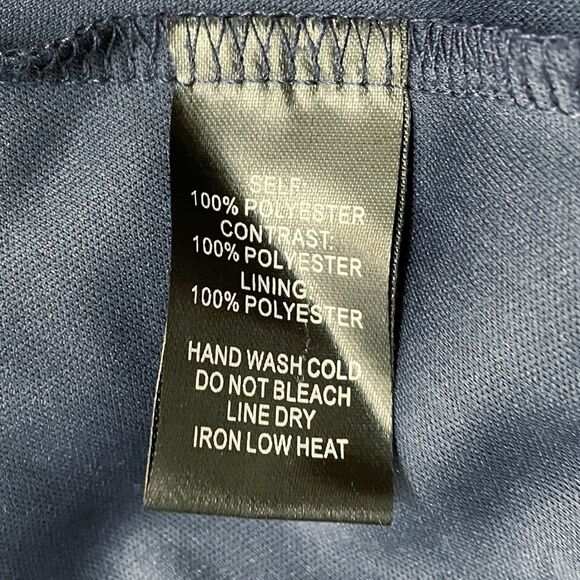 SELF:
100% POLYESTER
CONTRAST:
100% POLYESTER
LINING:
100% POLYESTER
HAND WASH COLD
DO NOT BLEACH
LINE DRY
IRON LOW HEAT